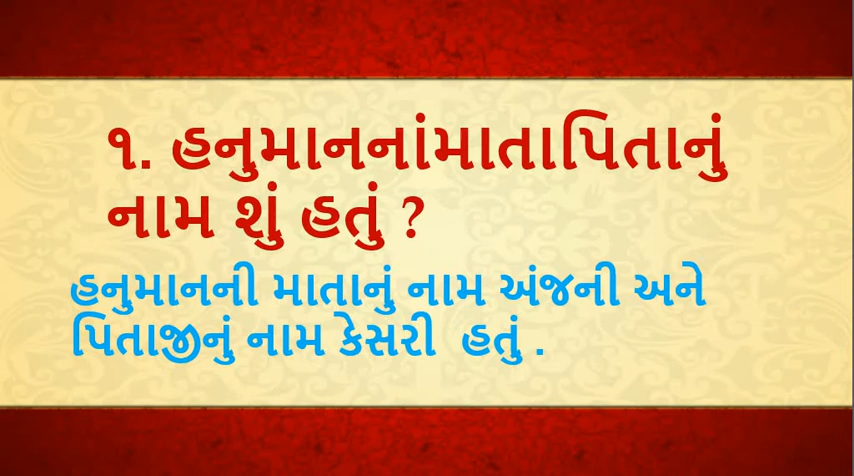 ૧. હનુમાનનાંમાતાપિતાનું
નામ શું હતું ?
હનુમાનની માતાનું નામ અંજની અને
પિતાજીનું નામ કેસરી  હતું .